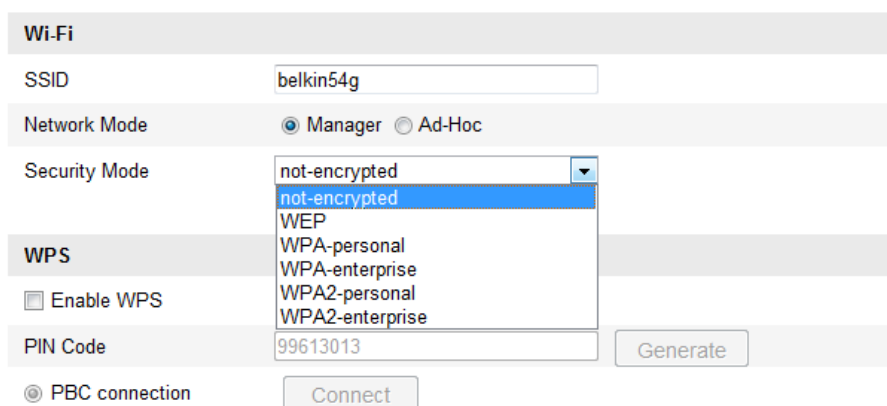 Wi-Fi
SSID belkin54g
Network Mode Manager Ad-Hoc
Security Mode not-encrypted
not-encrypted
WEP
WPA-personal
WPA-enterprise
WPA2-personal
WPA2-enterprise
WPS
Enable WPS
PIN Code 99613013 Generate
PBC connection Connect